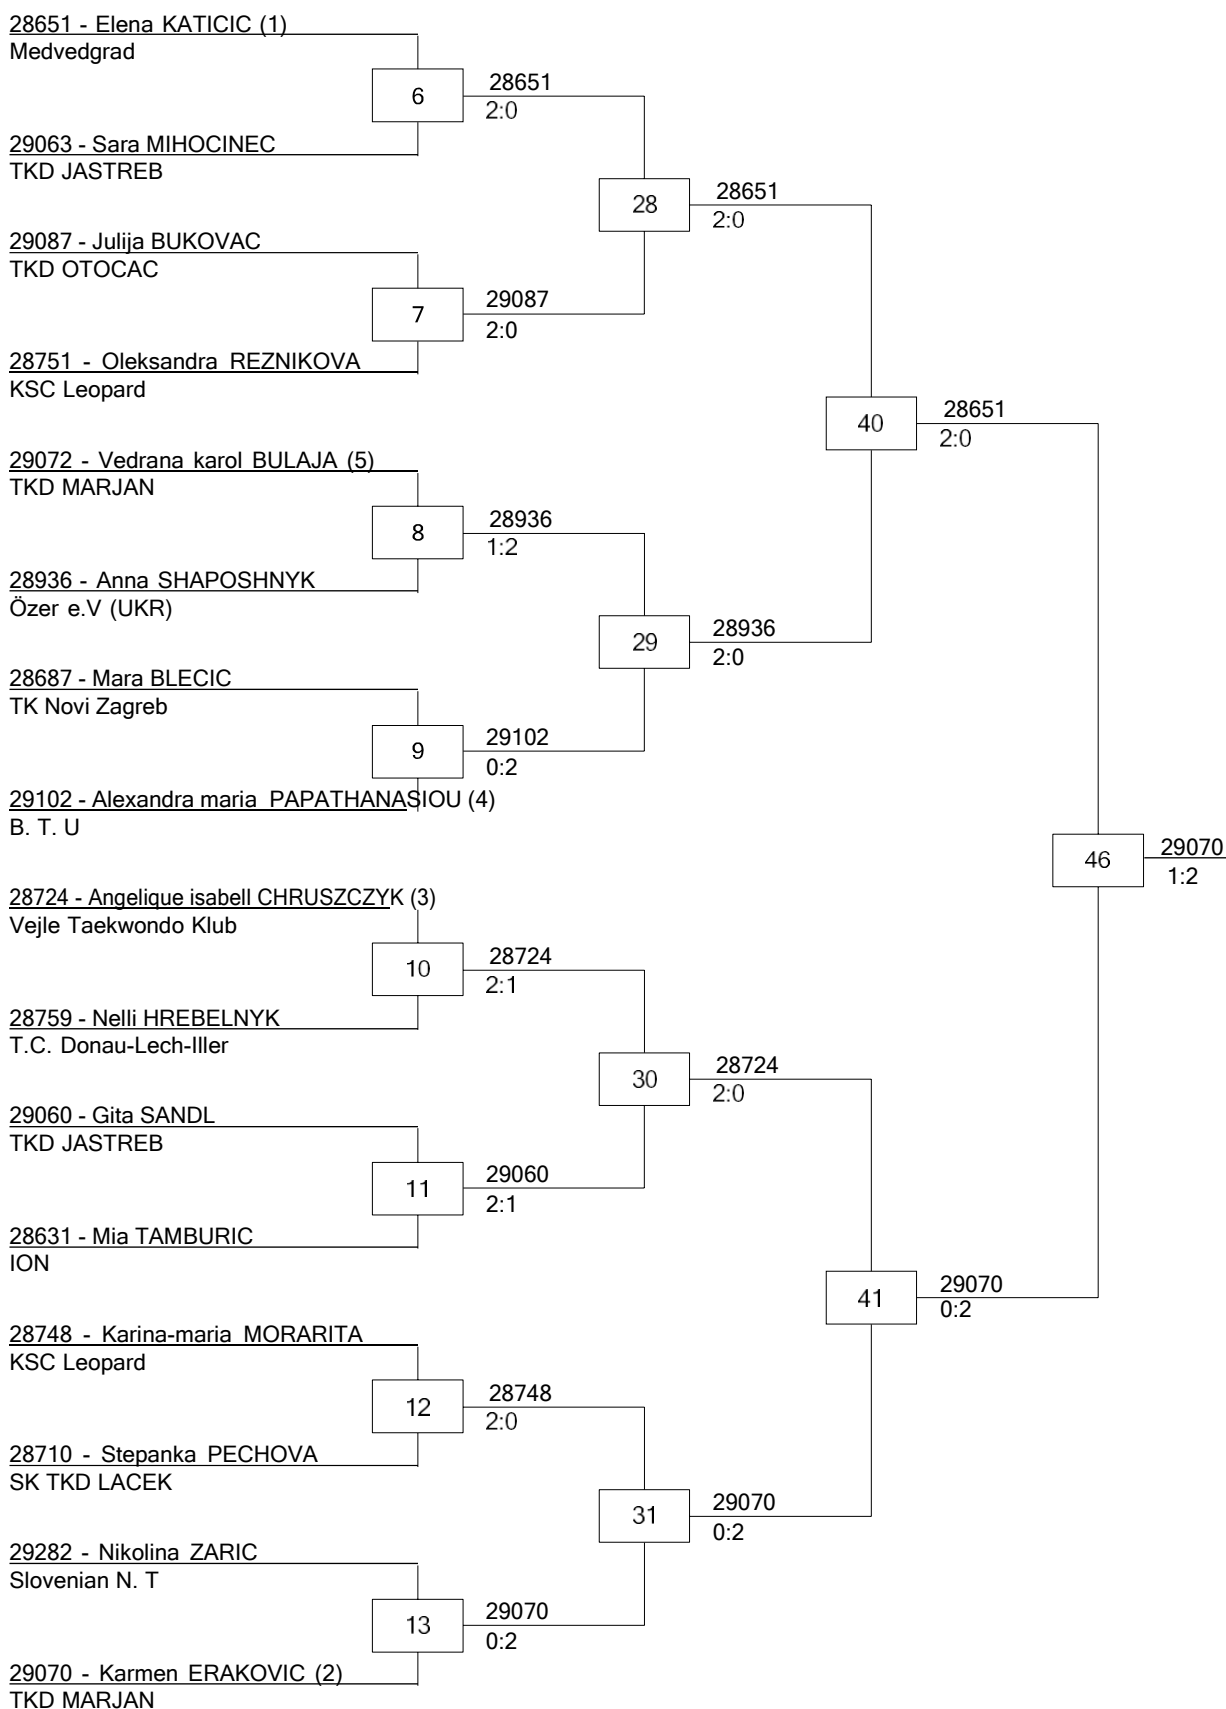 28651 - Elena KATICIC (1)
Medvedgrad
6
28651
2:0
29063 - Sara MIHOCINEC
TKD JASTREB
28
28651
2:0
29087 - Julija BUKOVAC
TKD OTOCAC
7
29087
2:0
28751 - Oleksandra REZNIKOVA
KSC Leopard
40
28651
2:0
29072 - Vedrana karol BULAJA (5)
TKD MARJAN
8
28936
1:2
28936 - Anna SHAPOSHNYK
Özer e.V (UKR)
29
28936
2:0
28687 - Mara BLECIC
TK Novi Zagreb
9
29102
0:2
29102 - Alexandra maria PAPATHANASIOU (4)
B. T. U
46
29070
1:2
28724 - Angelique isabell CHRUSZCZYK (3)
Vejle Taekwondo Klub
10
28724
2:1
28759 - Nelli HREBELNYK
T.C. Donau-Lech-Iller
30
28724
2:0
29060 - Gita SANDL
TKD JASTREB
11
29060
2:1
28631 - Mia TAMBURIC
ION
41
29070
0:2
28748 - Karina-maria MORARITA
KSC Leopard
12
28748
2:0
28710 - Stepanka PECHOVA
SK TKD LACEK
31
29070
0:2
29282 - Nikolina ZARIC
Slovenian N. T
13
29070
0:2
29070 - Karmen ERAKOVIC (2)
TKD MARJAN